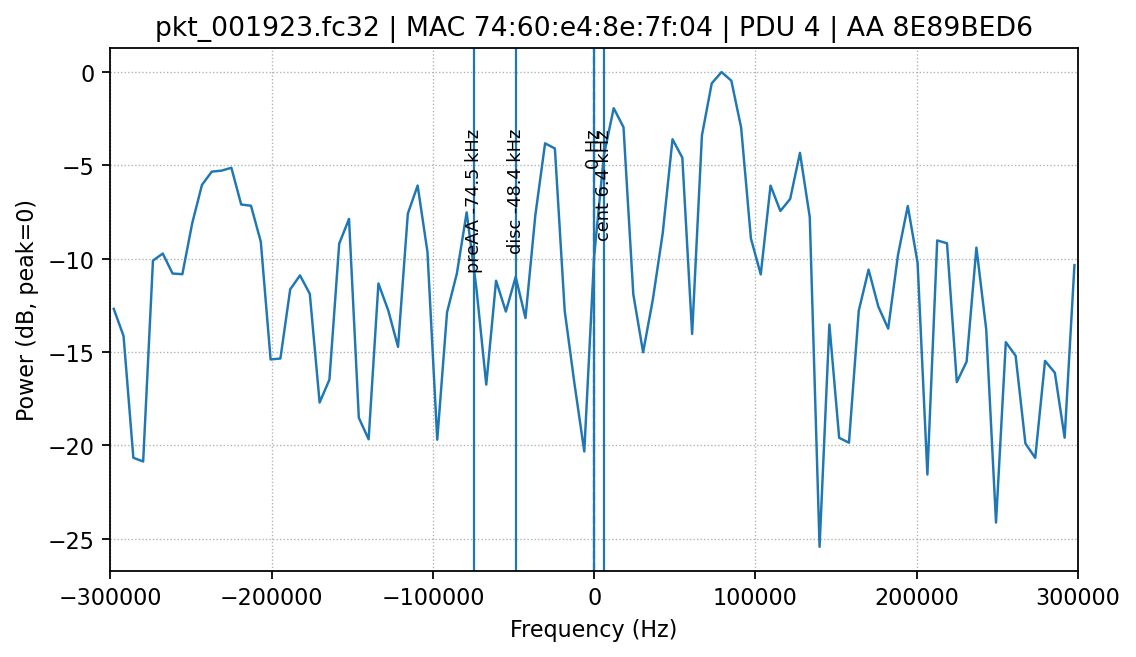 pkt_001923.fc32 | MAC 74:60:e4:8e:7f:04 | PDU 4 | AA 8E89BED6
Power (dB, peak=0)
0
−5
−10
−15
−20
−25
preAA -74.5 kHz
disc -48.4 kHz
0 Hz
cent 6.4 kHz
−300000
−200000
−100000
0
100000
200000
300000
Frequency (Hz)